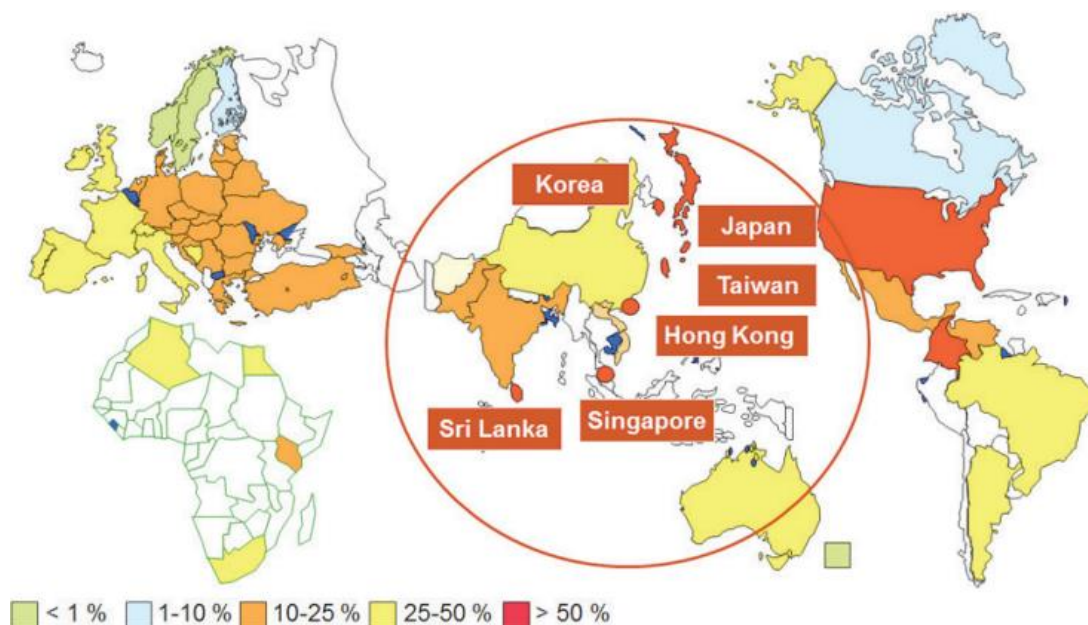 Korea
Japan
Taiwan
Hong Kong
Sri Lanka
Singapore
< 1 % 1-10 % 10-25 % 25-50 % > 50 %